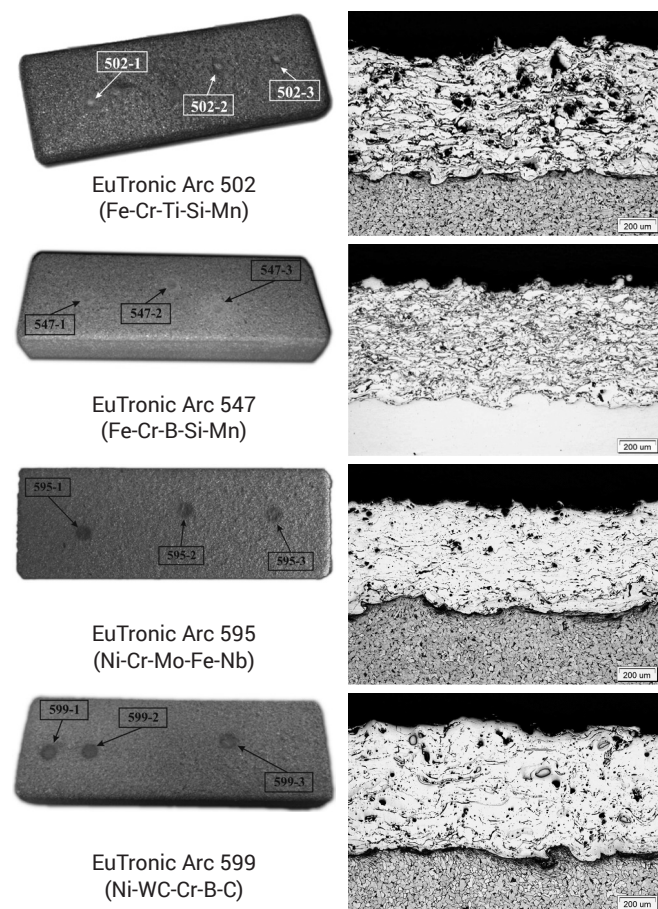 502-1
502-2
502-3
200 um
EuTronic Arc 502
(Fe-Cr-Ti-Si-Mn)
547-3
547-2
547-1
200 um
EuTronic Arc 547
(Fe-Cr-B-Si-Mn)
595-1
595-2
595-3
200 um
EuTronic Arc 595
(Ni-Cr-Mo-Fe-Nb)
599-1
599-2
599-3
200 um
EuTronic Arc 599
(Ni-WC-Cr-B-C)